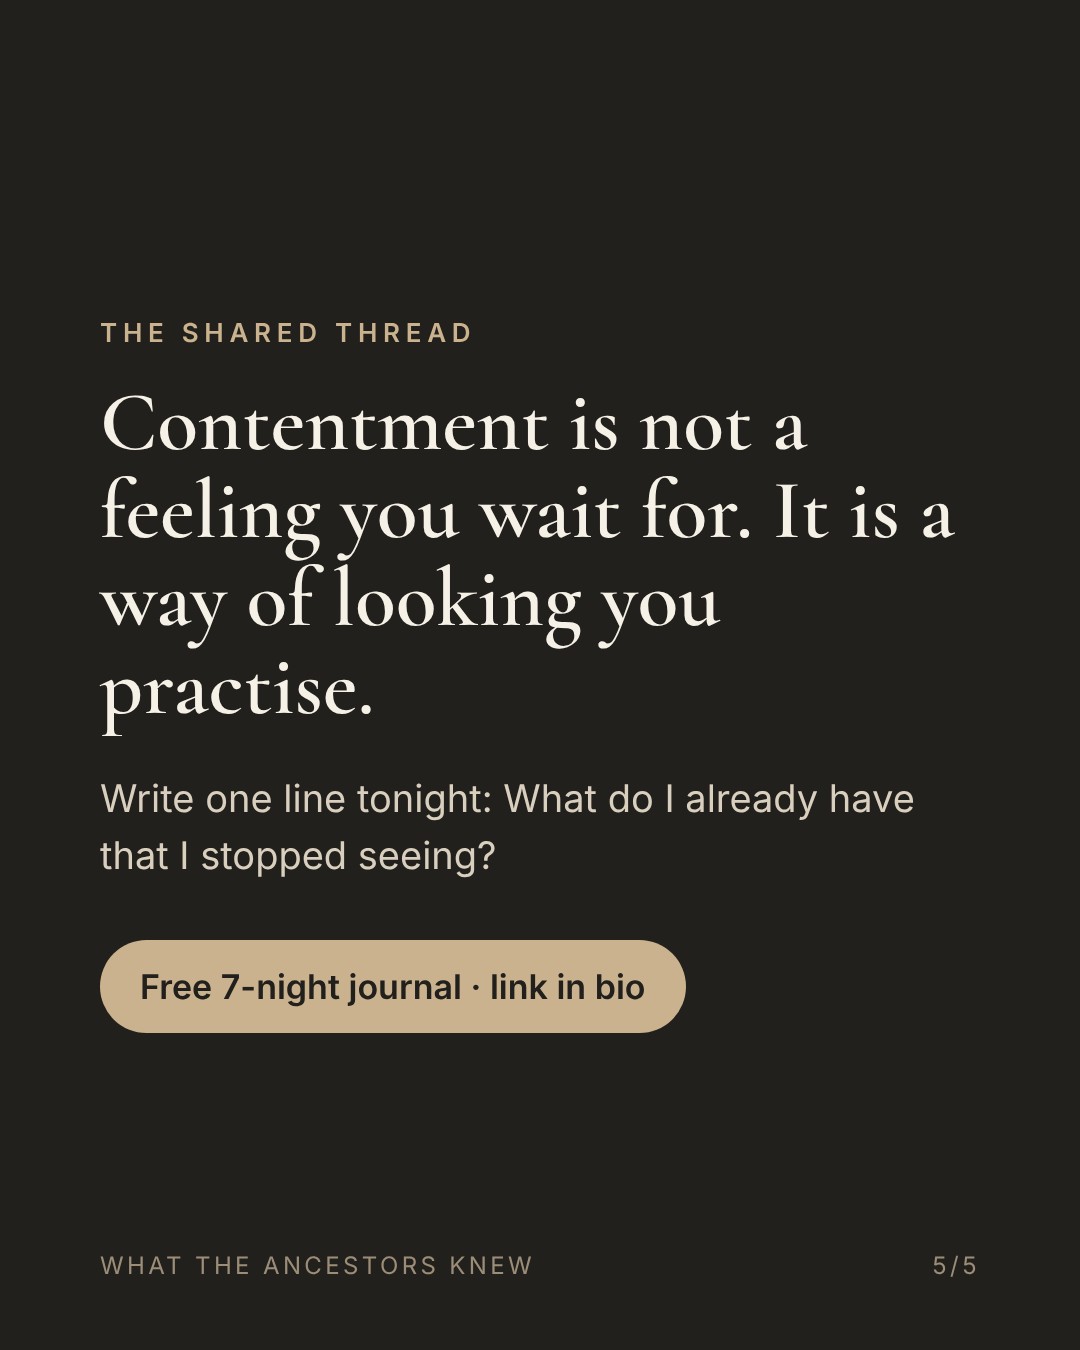 THE SHARED THREAD
Contentment is not a
feeling you wait for. It is a
way of looking you
practise.
Write one line tonight: What do I already have
that I stopped seeing?
Free 7-night journal · link in bio
WHAT THE ANCESTORS KNEW
5/5